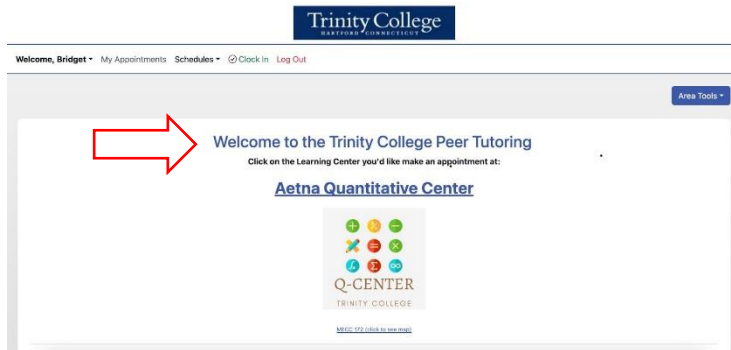 Trinity College
HARTFORD CONNECTICUT
Welcome, Bridget My Appointments Schedules Clock In Log Out
Area Tools
Welcome to the Trinity College Peer Tutoring
Click on the Learning Center you'd like make an appointment at:
Aetna Quantitative Center
Q-CENTER
TRINITY COLLEGE
MECC 172 (click to see map)